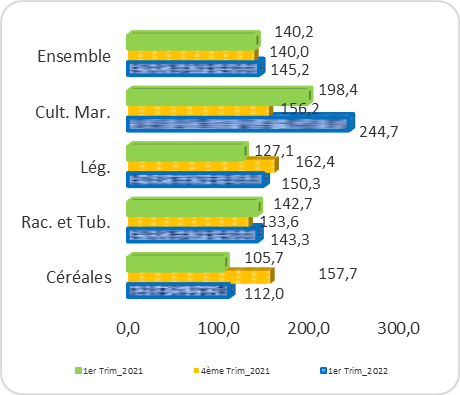 Ensemble 140,2
140,0
145,2
Cult. Mar. 198,4
156,2
244,7
Lég. 127,1
162,4
150,3
Rac. et Tub. 142,7
133,6
143,3
Céréales 105,7
157,7
112,0
0,0 100,0 200,0 300,0
1er Trim_2021 4ème Trim_2021 1er Trim_2022